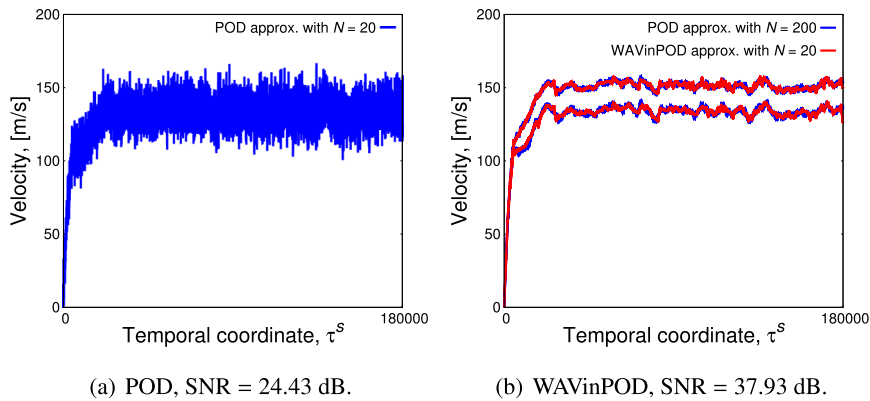 200
150
100
50
0
Velocity, [m/s]
POD approx. with N = 20
0
180000
Temporal coordinate, τˢ
(a) POD, SNR = 24.43 dB.
200
150
100
50
0
Velocity, [m/s]
POD approx. with N = 200
WAVinPOD approx. with N = 20
0
180000
Temporal coordinate, τˢ
(b) WAVinPOD, SNR = 37.93 dB.